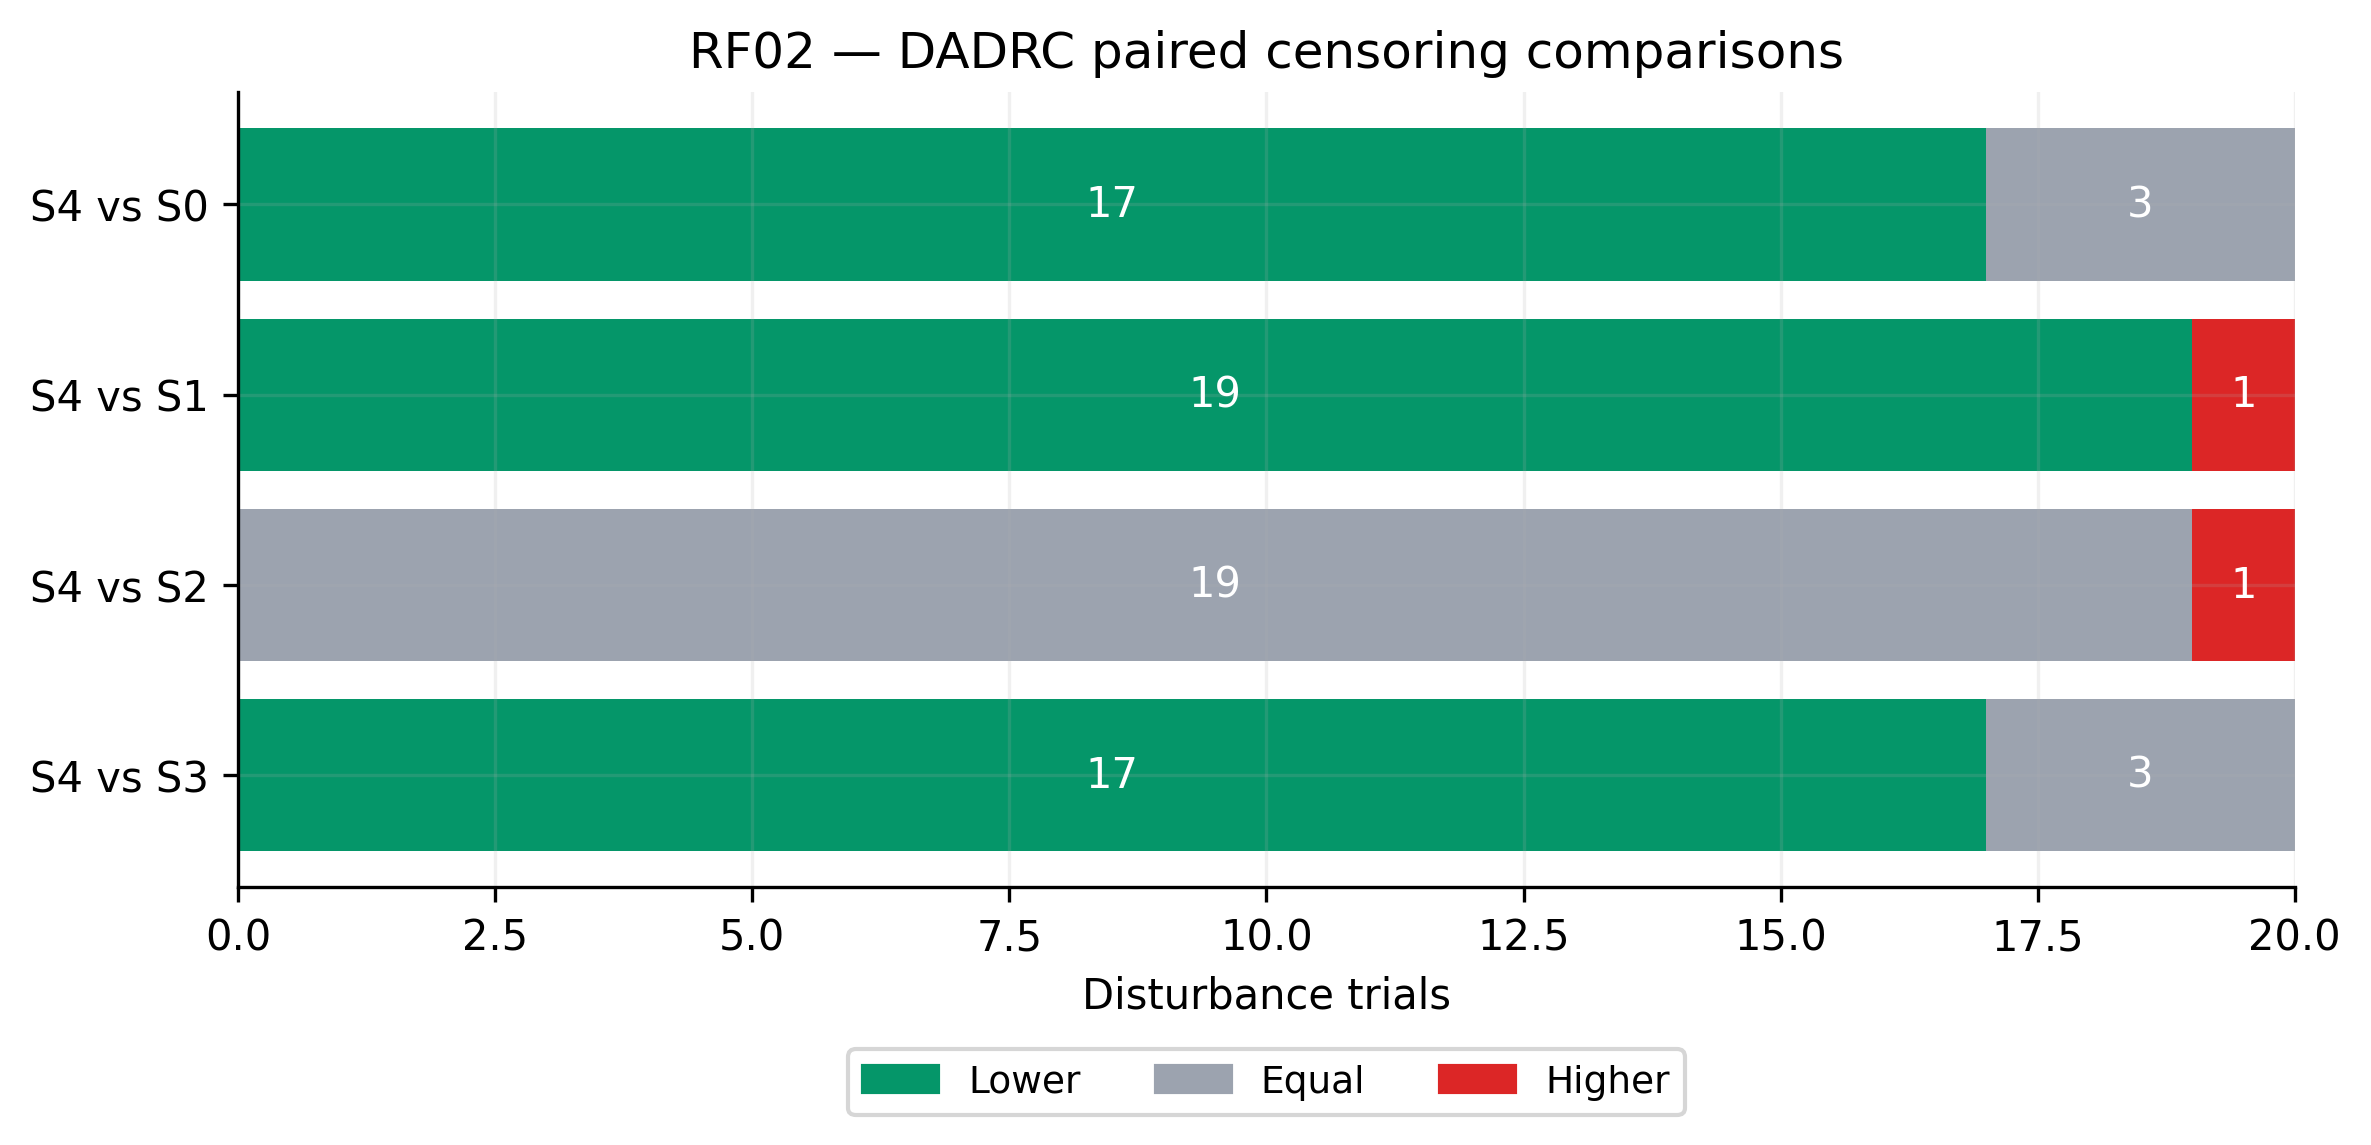 RF02 — DADRC paired censoring comparisons
S4 vs S0
17
3
S4 vs S1
19
1
S4 vs S2
19
1
S4 vs S3
17
3
0.0 2.5 5.0 7.5 10.0 12.5 15.0 17.5 20.0
Disturbance trials
Lower Equal Higher